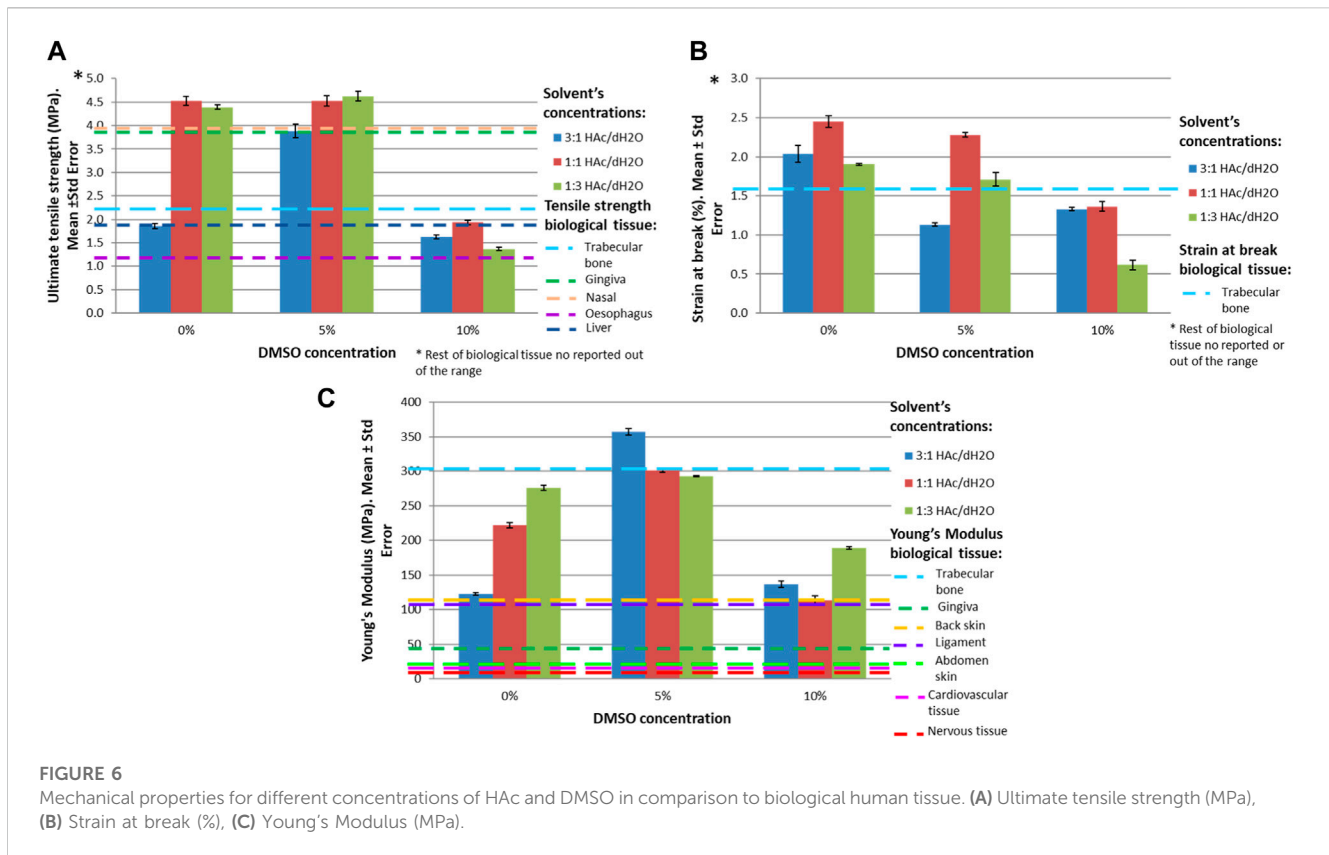 A
Ultimate tensile strength (MPa).
Mean ±Std Error
*
5.0
4.5
4.0
3.5
3.0
2.5
2.0
1.5
1.0
0.5
0.0
0%
5%
10%
DMSO concentration
Solvent's
concentrations:
3:1 HAc/dH2O
1:1 HAc/dH2O
1:3 HAc/dH2O
Tensile strength
biological tissue:
Trabecular
bone
Gingiva
Nasal
Oesophagus
Liver
* Rest of biological tissue no reported out
of the range
B
Strain at break (%). Mean ± Std
Error
*
3.0
2.5
2.0
1.5
1.0
0.5
0.0
0%
5%
10%
DMSO concentration
Solvent's
concentrations:
3:1 HAc/dH2O
1:1 HAc/dH2O
1:3 HAc/dH2O
Strain at break
biological tissue:
Trabecular
bone
* Rest of biological
tissue no reported or
out of the range
C
Young's Modulus (MPa). Mean ± Std
Error
400
350
300
250
200
150
100
50
0
0%
5%
10%
DMSO concentration
Solvent's
concentrations:
3:1 HAc/dH2O
1:1 HAc/dH2O
1:3 HAc/dH2O
Young's Modulus
biological tissue:
Trabecular
bone
Gingiva
Back skin
Ligament
Abdomen
skin
Cardiovascular
tissue
Nervous tissue
FIGURE 6
Mechanical properties for different concentrations of HAc and DMSO in comparison to biological human tissue. (A) Ultimate tensile strength (MPa),
(B) Strain at break (%), (C) Young's Modulus (MPa).